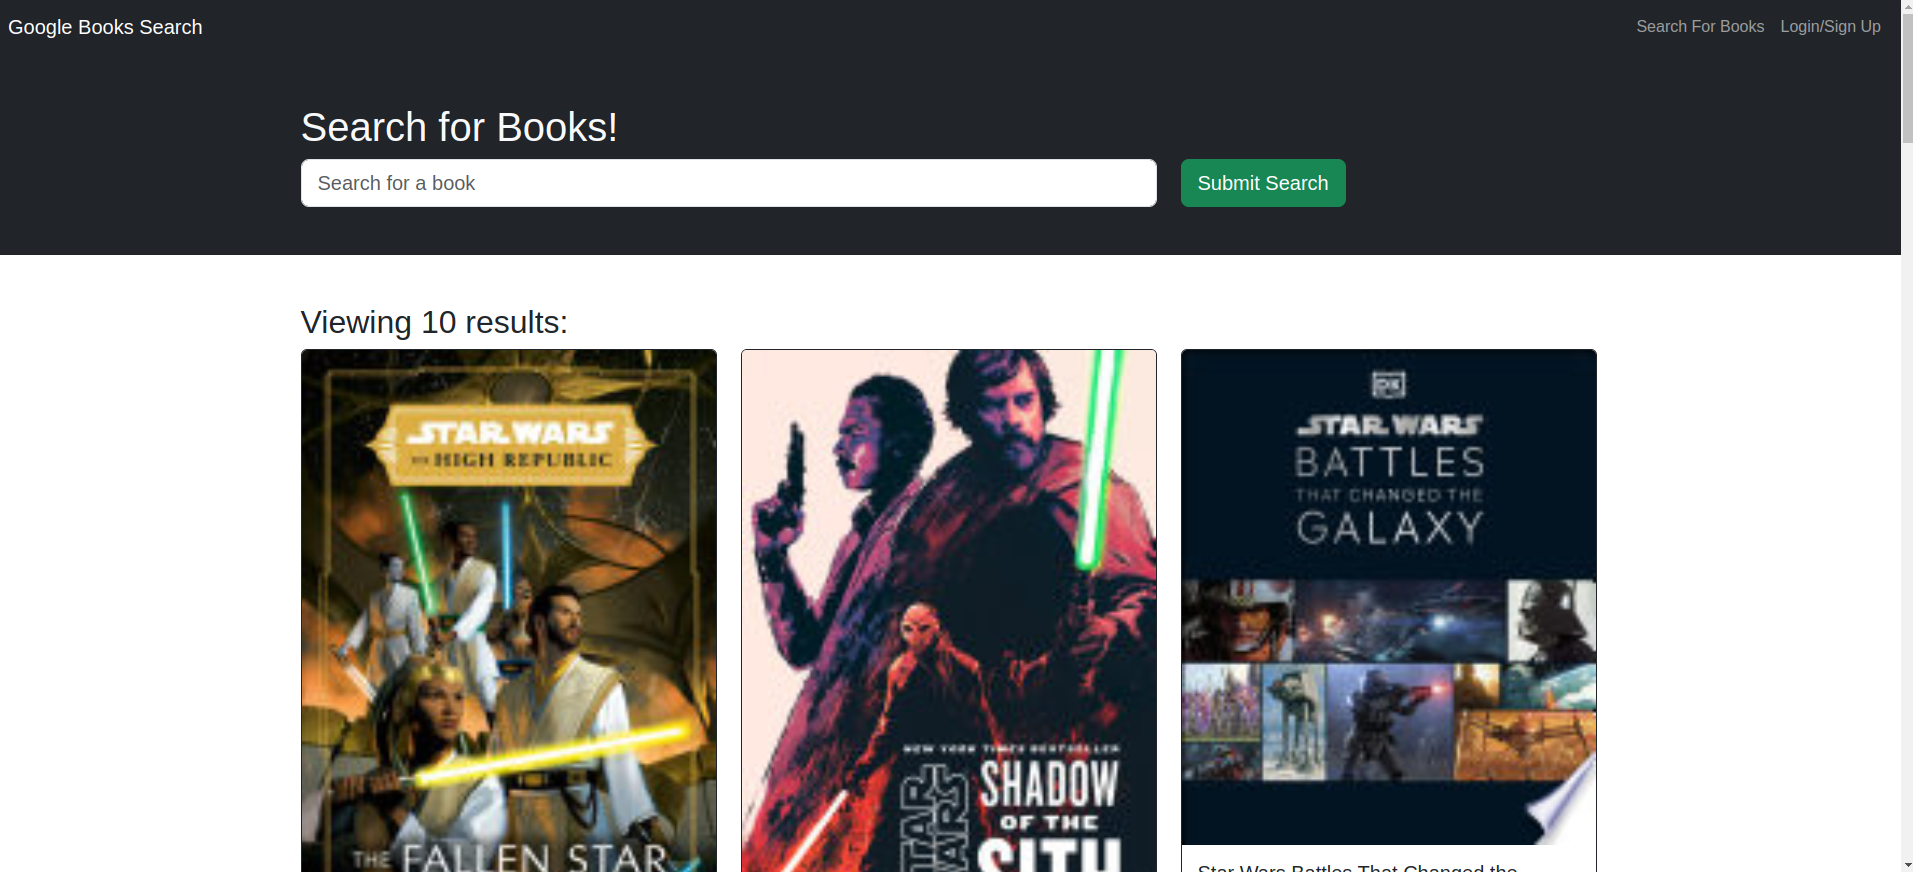 Google Books Search
Search For Books
Login/Sign Up
Search for Books!
Search for a book
Submit Search
Viewing 10 results:
STAR WARS
THE HIGH REPUBLIC
THE FALLEN STAR
NEW YORK TIMES BESTSELLER
STAR WARS
SHADOW
OF THE
SITH
DK
STAR WARS
BATTLES
THAT CHANGED THE
GALAXY
Star Wars Battles That Changed the